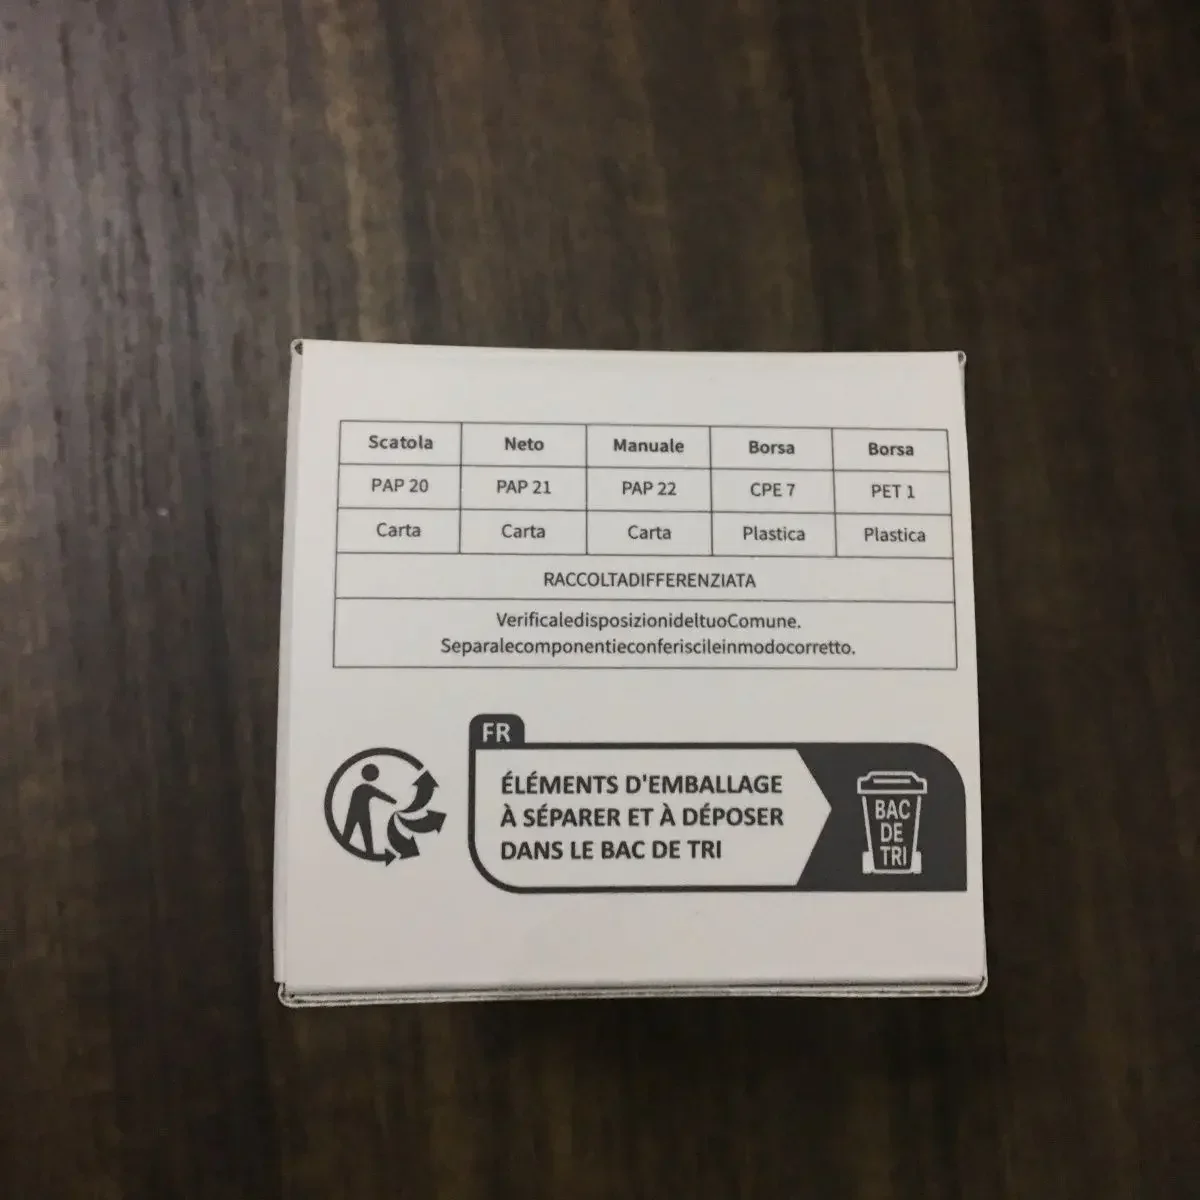 Scatola Neto Manuale Borsa Borsa
PAP 20 PAP 21 PAP 22 CPE 7 PET 1
Carta Carta Carta Plastica Plastica
RACCOLTADIFFERENZIATA
VerificaledisposizionideltuoComune.
Separalecomponentieconferiscileinmodocorretto.
FR
ÉLÉMENTS D'EMBALLAGE
À SÉPARER ET À DÉPOSER
DANS LE BAC DE TRI
BAC
DE
TRI